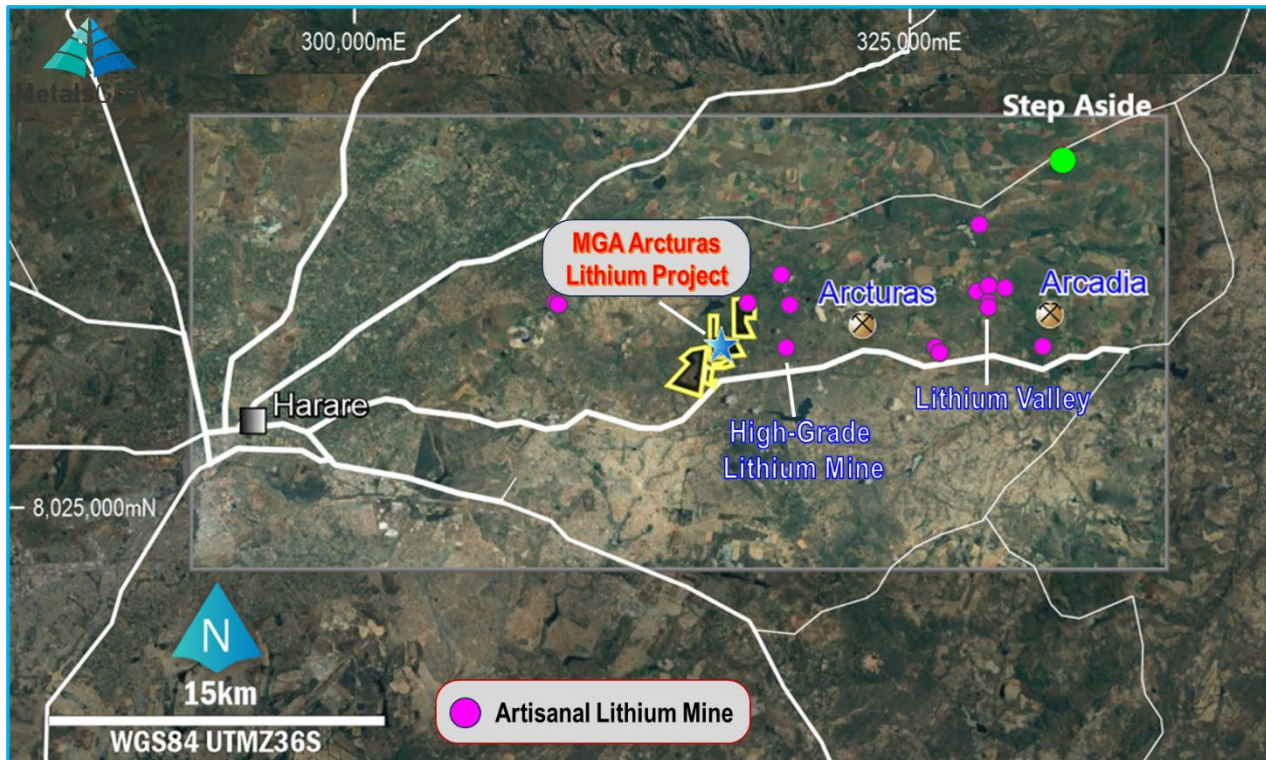 300,000mE
325,000mE
MetalsGrove
Step Aside
MGA Arcturas
Lithium Project
Arcturas
Arcadia
Harare
Lithium Valley
High-Grade
Lithium Mine
8,025,000mN
N
15km
WGS84 UTMZ36S
Artisanal Lithium Mine